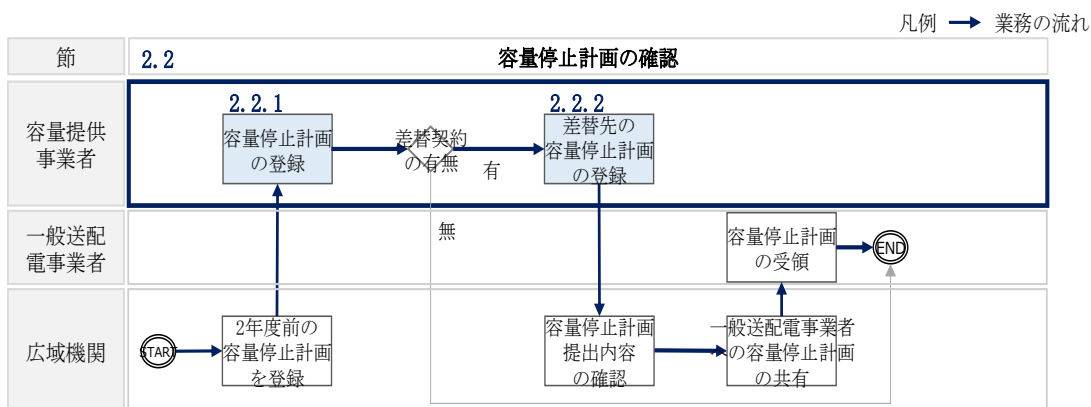 凡例 業務の流れ
節
2.2 容量停止計画の確認
容量提供
事業者
2.2.1
容量停止計画
の登録
差替契約
の有無
有
2.2.2
差替先の
容量停止計画
の登録
一般送配
電事業者
無
容量停止計画
の受領
END
広域機関
START
2年度前の
容量停止計画
を登録
容量停止計画
提出内容
の確認
一般送配電事業者
への容量停止計画
の共有